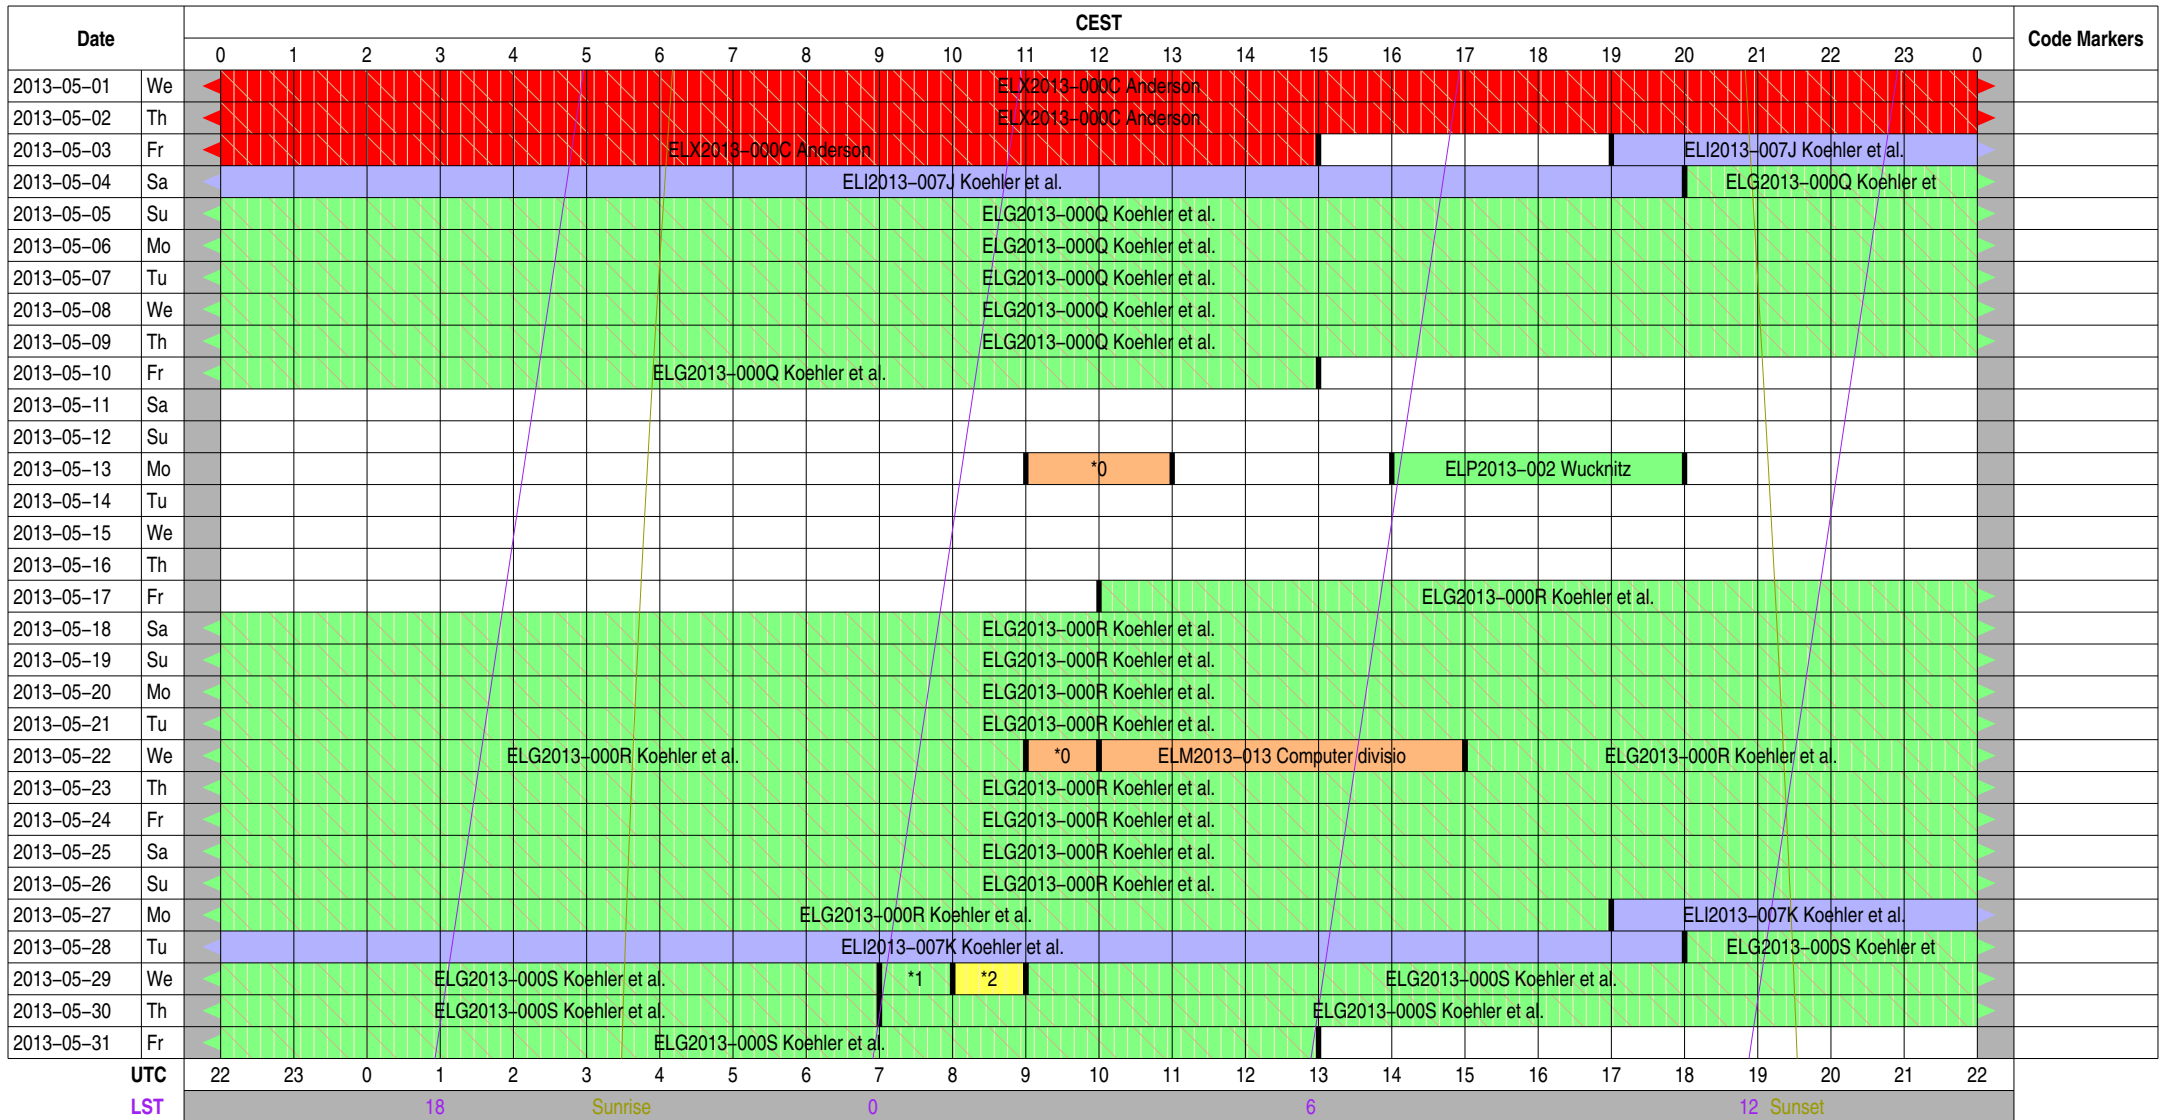 CEST
Date
Code Markers
0 1 2 3 4 5 6 7 8 9 10 11 12 13 14 15 16 17 18 19 20 21 22 23 0
2013-05-01 We ELX2013-000C Anderson
2013-05-02 Th ELX2013-000C Anderson
2013-05-03 Fr ELX2013-000C Anderson ELI2013-007J Koehler et al.
2013-05-04 Sa ELI2013-007J Koehler et al. ELG2013-000Q Koehler et
2013-05-05 Su ELG2013-000Q Koehler et al.
2013-05-06 Mo ELG2013-000Q Koehler et al.
2013-05-07 Tu ELG2013-000Q Koehler et al.
2013-05-08 We ELG2013-000Q Koehler et al.
2013-05-09 Th ELG2013-000Q Koehler et al.
2013-05-10 Fr ELG2013-000Q Koehler et al.
2013-05-11 Sa
2013-05-12 Su
2013-05-13 Mo *0 ELP2013-002 Wucknitz
2013-05-14 Tu
2013-05-15 We
2013-05-16 Th
2013-05-17 Fr ELG2013-000R Koehler et al.
2013-05-18 Sa ELG2013-000R Koehler et al.
2013-05-19 Su ELG2013-000R Koehler et al.
2013-05-20 Mo ELG2013-000R Koehler et al.
2013-05-21 Tu ELG2013-000R Koehler et al.
2013-05-22 We ELG2013-000R Koehler et al. *0 ELM2013-013 Computer divisio ELG2013-000R Koehler et al.
2013-05-23 Th ELG2013-000R Koehler et al.
2013-05-24 Fr ELG2013-000R Koehler et al.
2013-05-25 Sa ELG2013-000R Koehler et al.
2013-05-26 Su ELG2013-000R Koehler et al.
2013-05-27 Mo ELG2013-000R Koehler et al. ELI2013-007K Koehler et al.
2013-05-28 Tu ELI2013-007K Koehler et al. ELG2013-000S Koehler et
2013-05-29 We ELG2013-000S Koehler et al. *1 *2 ELG2013-000S Koehler et al.
2013-05-30 Th ELG2013-000S Koehler et al. ELG2013-000S Koehler et al.
2013-05-31 Fr ELG2013-000S Koehler et al.
UTC 22 23 0 1 2 3 4 5 6 7 8 9 10 11 12 13 14 15 16 17 18 19 20 21 22
LST 18 Sunrise 0 6 12 Sunset